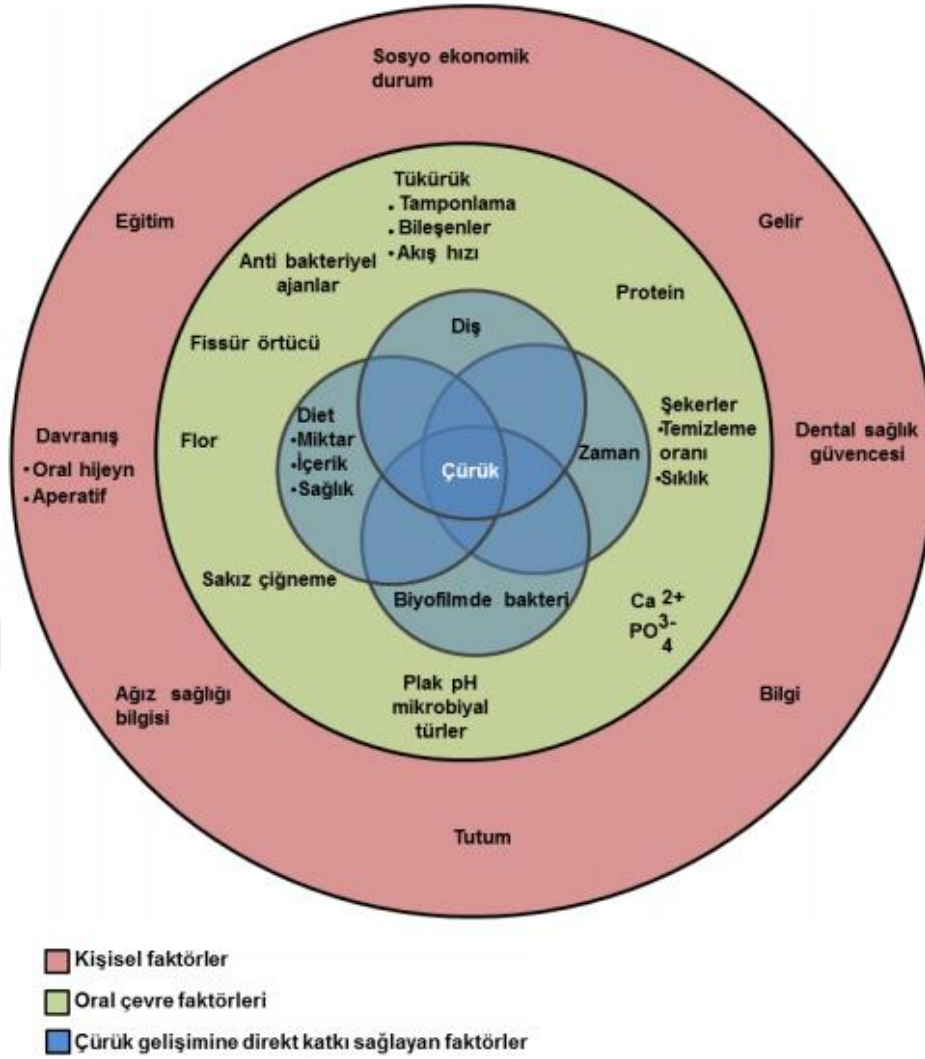 Sosyo ekonomik
durum
Eğitim
Gelir
Tükürük
• Tamponlama
• Bileşenler
• Akış hızı
Anti bakteriyel
ajanlar
Protein
Fissür örtücü
Diş
Davranış
• Oral hijeyn
• Aperatif
Flor
Diet
• Miktar
• İçerik
• Sağlık
Çürük
Zaman
Şekerler
• Temizleme
oranı
• Sıklık
Dental sağlık
güvencesi
Sakız çiğneme
Biyofilmde bakteri
Ca 2+
PO 3-
4
Ağız sağlığı
bilgisi
Plak pH
mikrobiyal
türler
Bilgi
Tutum
Kişisel faktörler
Oral çevre faktörleri
Çürük gelişimine direkt katkı sağlayan faktörler